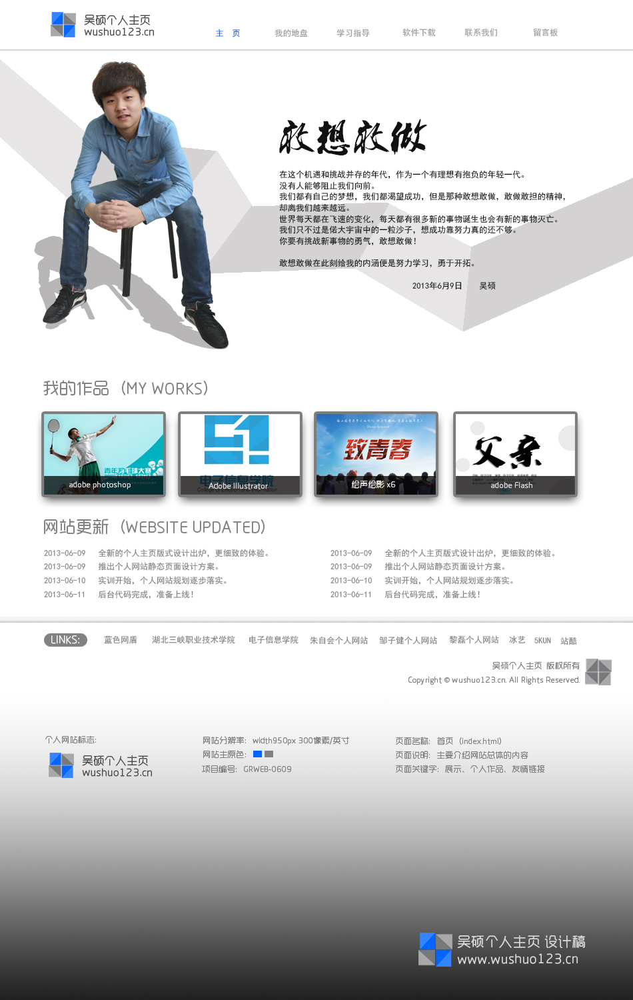 吴硕个人主页
wushuo123.cn
主 页 我的地盘 学习指导 软件下载 联系我们 留言板
敢想敢做
在这个机遇和挑战并存的年代，作为一个有理想有抱负的年轻一代。
没有人能够阻止我们向前。
我们都有自己的梦想，我们都渴望成功，但是那种敢想敢做，敢做敢担的精神，
却离我们越来越远。
世界每天都在飞速的变化，每天都有很多新的事物诞生也会有新的事物灭亡。
我们只不过是偌大宇宙中的一粒沙子，想成功靠努力真的还不够。
你要有挑战新事物的勇气，敢想敢做！
敢想敢做在此刻给我的内涵便是努力学习，勇于开拓。
2013年6月9日 吴硕
我的作品（MY WORKS）
青年羽毛球大赛
adobe photoshop
电子信息学院
College of Electron and Information
Adobe Illustrator
致青春
绘声绘影 x6
父亲
adobe Flash
网站更新（WEBSITE UPDATED）
2013-06-09 全新的个人主页版式设计出炉，更细致的体验。
2013-06-09 推出个人网站静态页面设计方案。
2013-06-10 实训开始，个人网站规划逐步落实。
2013-06-11 后台代码完成，准备上线！
2013-06-09 全新的个人主页版式设计出炉，更细致的体验。
2013-06-09 推出个人网站静态页面设计方案。
2013-06-10 实训开始，个人网站规划逐步落实。
2013-06-11 后台代码完成，准备上线！
LINKS: 蓝色网盾 湖北三峡职业技术学院 电子信息学院 朱自会个人网站 邹子健个人网站 黎磊个人网站 冰艺 5KUN 站酷
吴硕个人主页 版权所有
Copyright © wushuo123.cn. All Rights Reserved.
个人网站标志:
吴硕个人主页
wushuo123.cn
网站分辨率: width950px 300像素/英寸
网站主原色:
项目编号: GRWEB-0609
页面名称: 首页（index.html）
页面说明: 主要介绍网站总体的内容
页面关键字: 展示、个人作品、友情链接
吴硕个人主页 设计稿
www.wushuo123.cn